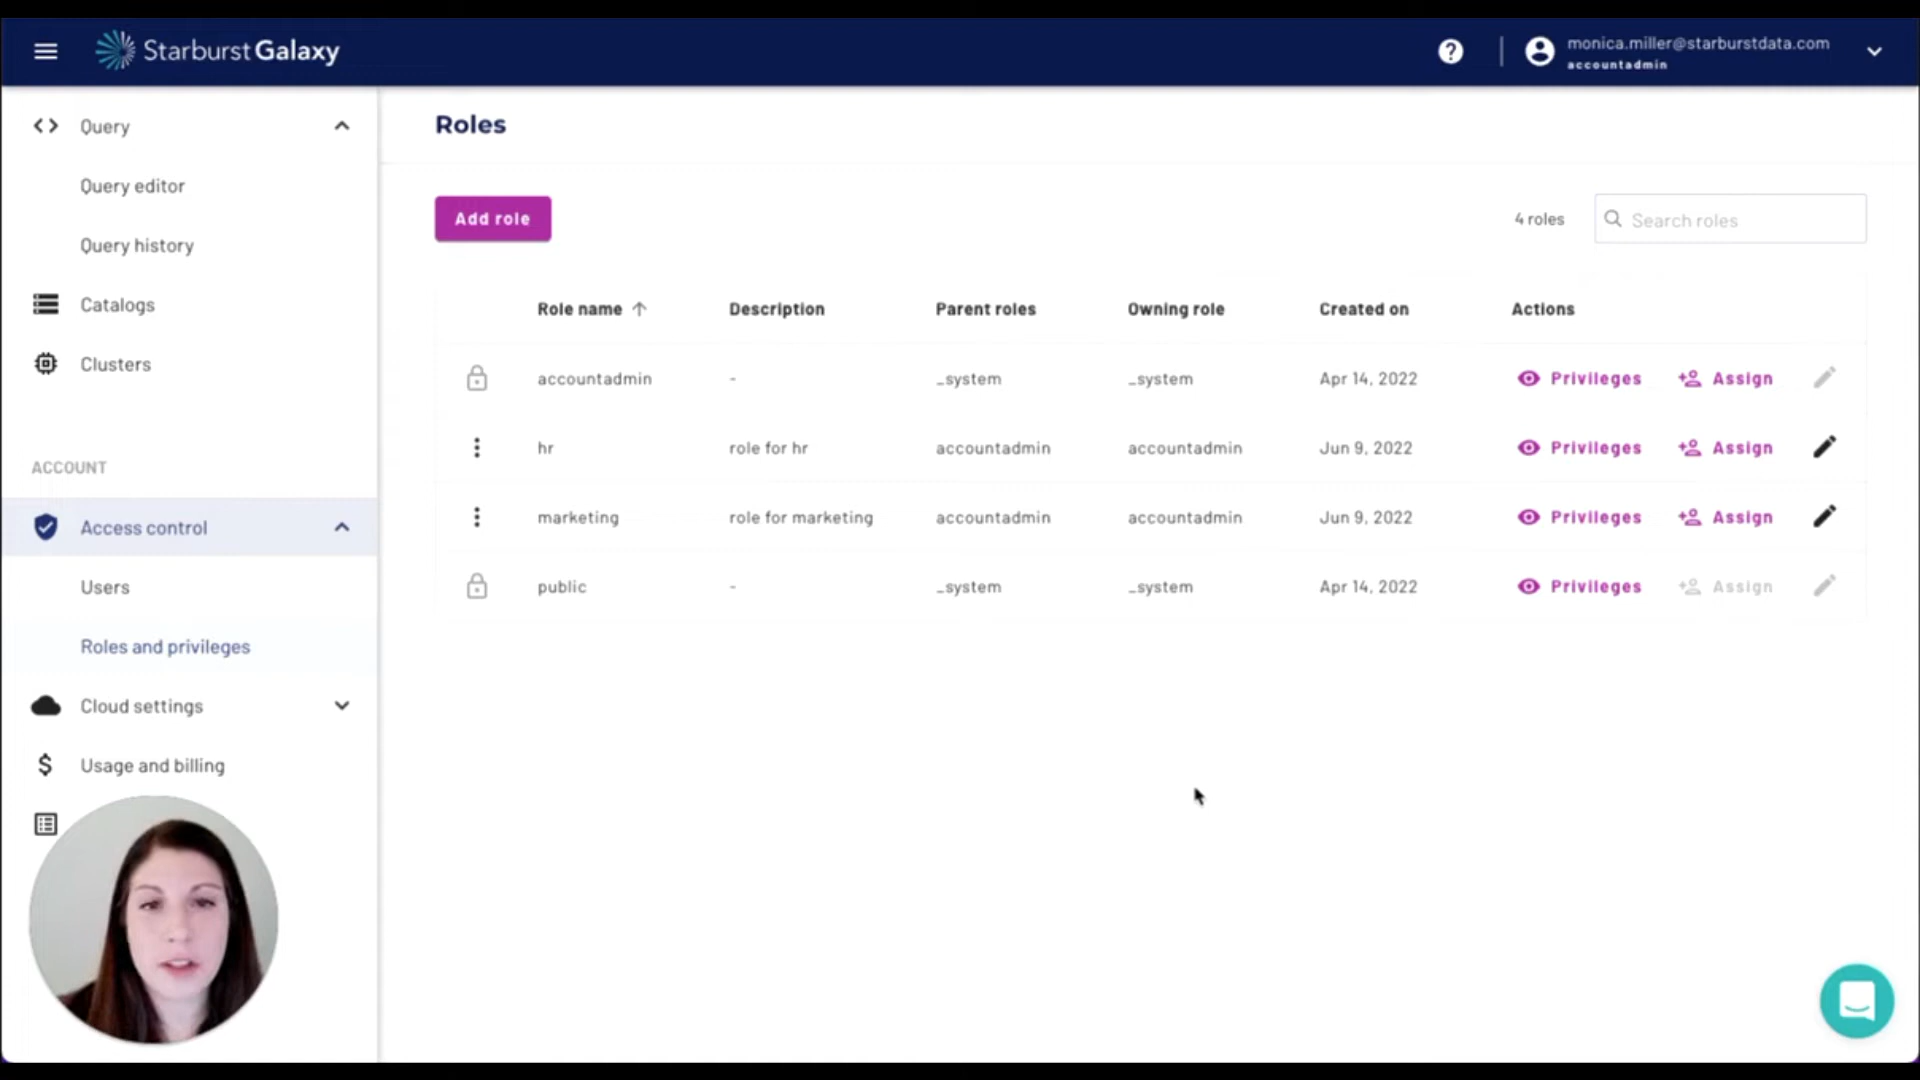 Starburst Galaxy
monica.miller@starburstdata.com
accountadmin
Query
Query editor
Query history
Catalogs
Clusters
ACCOUNT
Access control
Users
Roles and privileges
Cloud settings
Usage and billing
Roles
Add role
4 roles
Search roles
Role name Description Parent roles Owning role Created on Actions
accountadmin - _system _system Apr 14, 2022 Privileges Assign
hr role for hr accountadmin accountadmin Jun 9, 2022 Privileges Assign
marketing role for marketing accountadmin accountadmin Jun 9, 2022 Privileges Assign
public - _system _system Apr 14, 2022 Privileges Assign